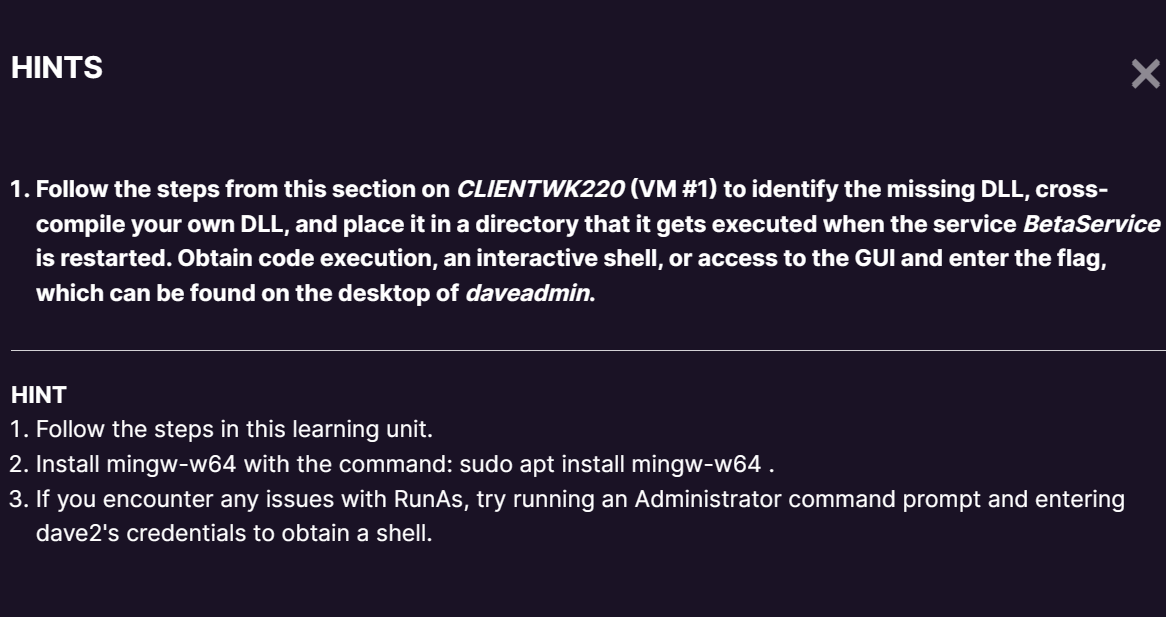 HINTS
1. Follow the steps from this section on CLIENTWK220 (VM #1) to identify the missing DLL, cross-
compile your own DLL, and place it in a directory that it gets executed when the service BetaService
is restarted. Obtain code execution, an interactive shell, or access to the GUI and enter the flag,
which can be found on the desktop of daveadmin.
HINT
1. Follow the steps in this learning unit.
2. Install mingw-w64 with the command: sudo apt install mingw-w64 .
3. If you encounter any issues with RunAs, try running an Administrator command prompt and entering
dave2's credentials to obtain a shell.